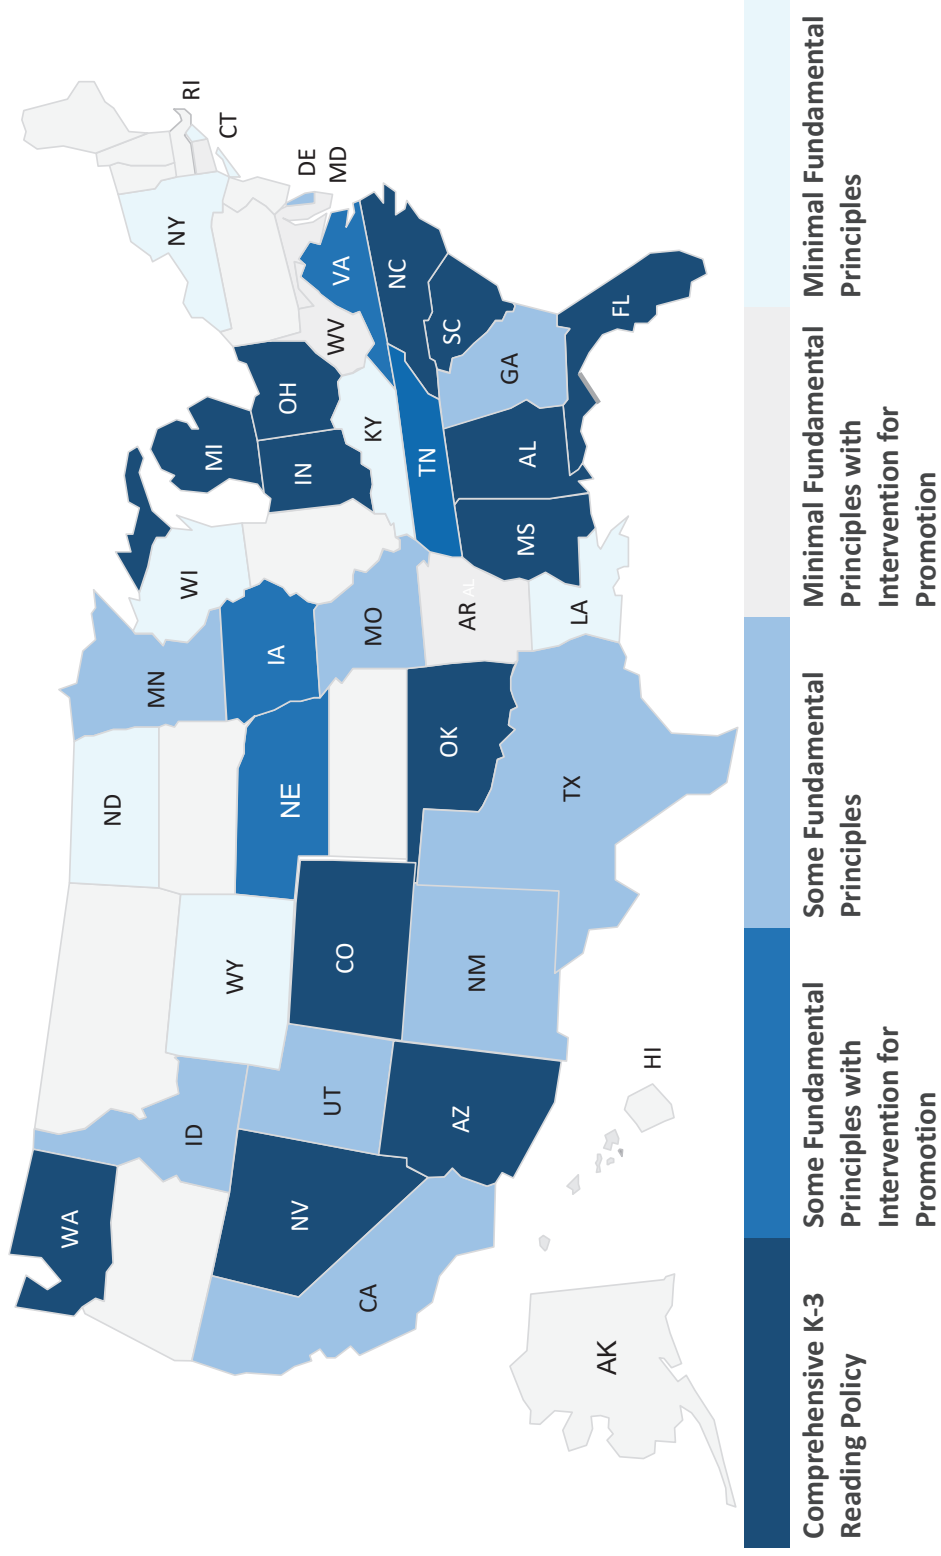 WA
ND
MN
WI
MI
NY
RI
CT
DE
MD
ID
WY
NE
IA
IN
OH
WV
VA
NV
UT
CO
MO
KY
NC
CA
AZ
NM
OK
AR
AL
TN
SC
TX
LA
MS
AL
GA
FL
AK
HI
Comprehensive K-3
Reading Policy
Some Fundamental
Principles with
Intervention for
Promotion
Some Fundamental
Principles
Minimal Fundamental
Principles with
Intervention for
Promotion
Minimal Fundamental
Principles